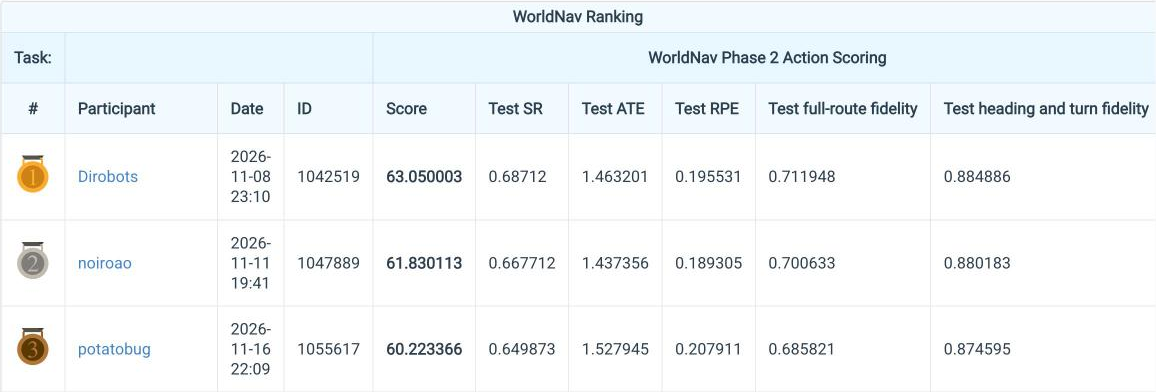 WorldNav Ranking
Task: WorldNav Phase 2 Action Scoring
# Participant Date ID Score Test SR Test ATE Test RPE Test full-route fidelity Test heading and turn fidelity
1 Dirobots 2026-11-08 23:10 1042519 63.050003 0.68712 1.463201 0.195531 0.711948 0.884886
2 noiroao 2026-11-11 19:41 1047889 61.830113 0.667712 1.437356 0.189305 0.700633 0.880183
3 potatobug 2026-11-16 22:09 1055617 60.223366 0.649873 1.527945 0.207911 0.685821 0.874595